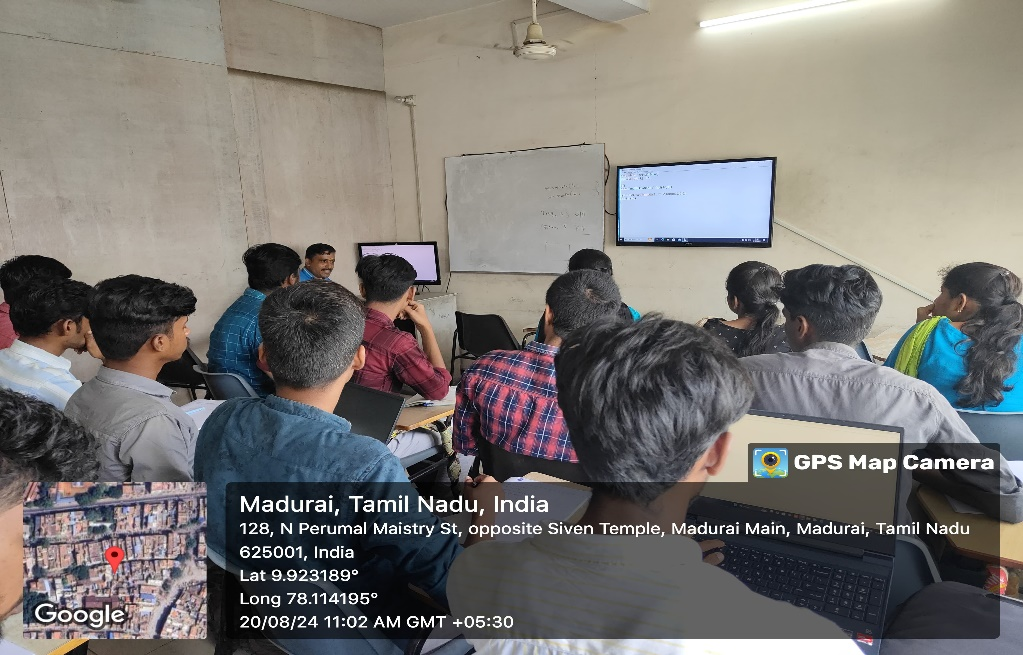 GPS Map Camera
Madurai, Tamil Nadu, India
128, N Perumal Maistry St, opposite Siven Temple, Madurai Main, Madurai, Tamil Nadu
625001, India
Lat 9.923189°
Long 78.114195°
20/08/24 11:02 AM GMT +05:30
Google